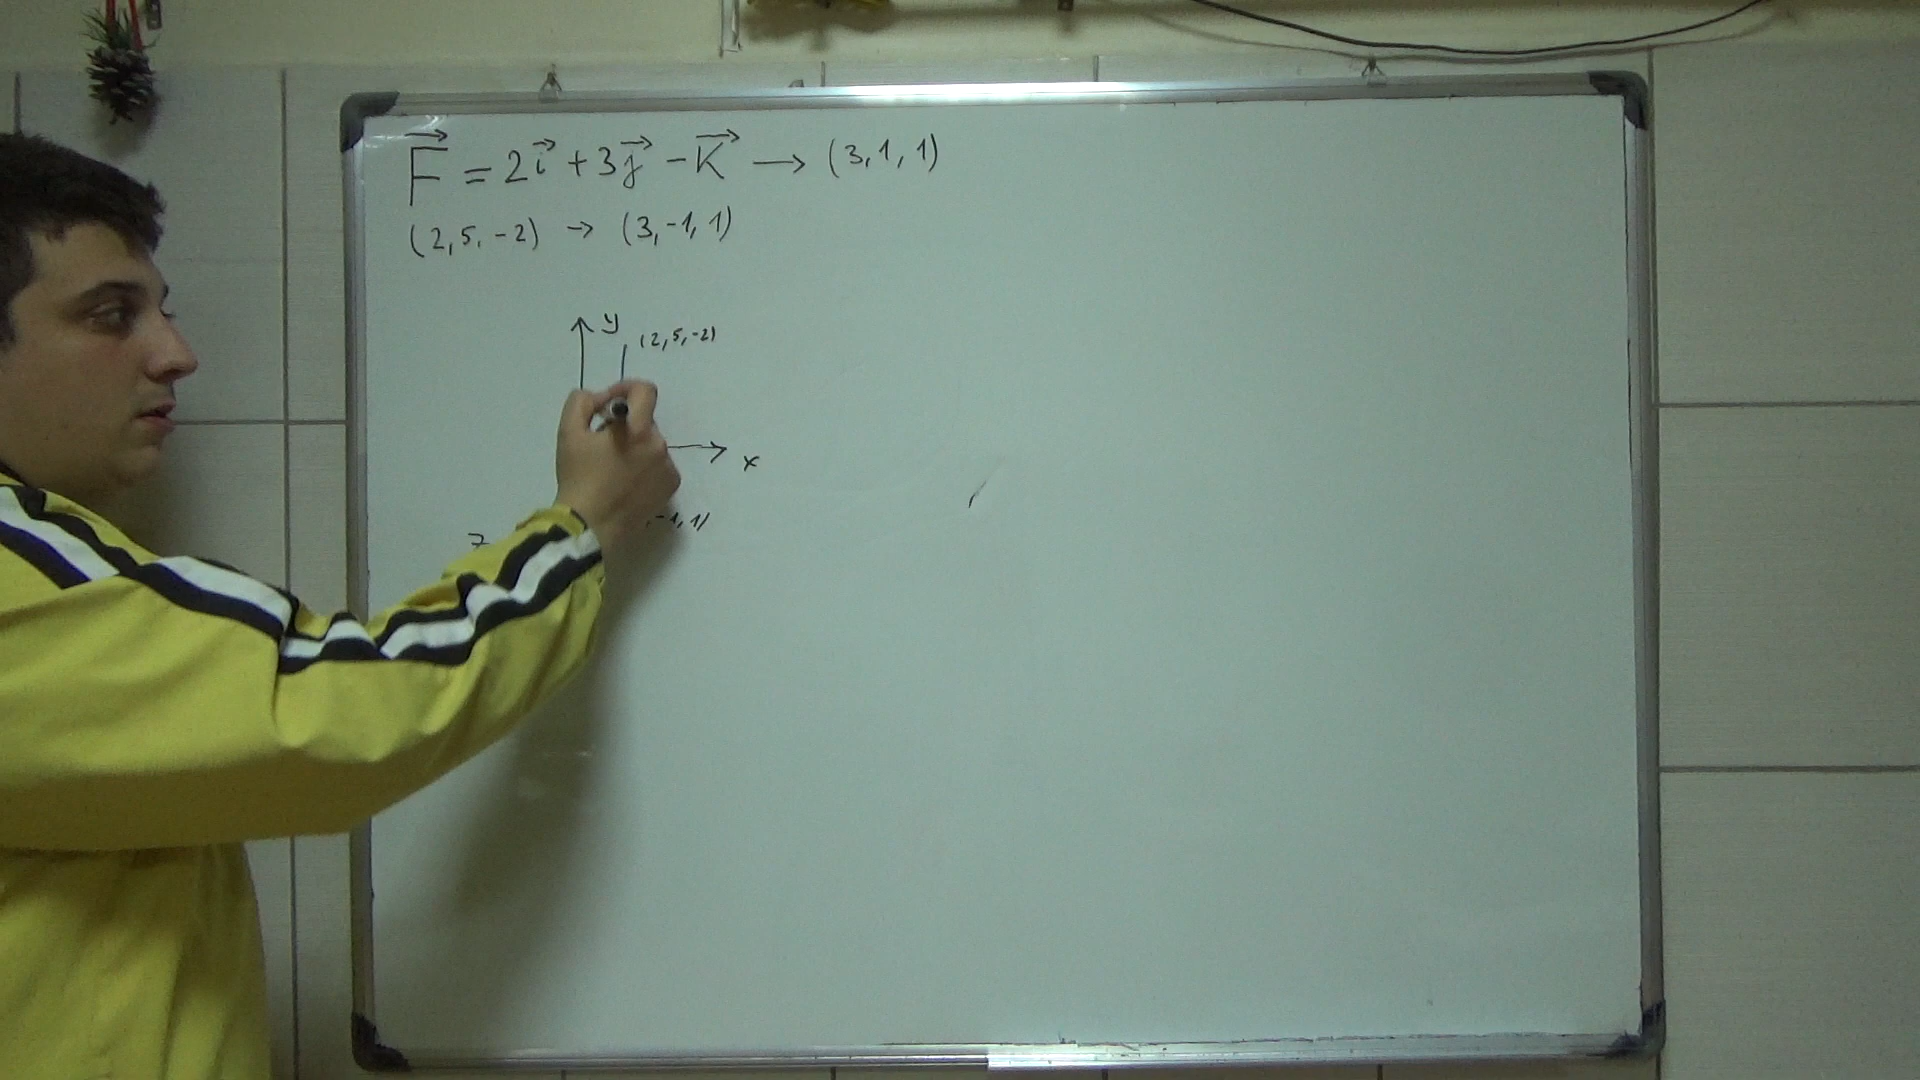 F⃗ = 2i⃗ + 3j⃗ - K⃗ → (3, 1, 1)
(2, 5, -2) → (3, -1, 1)
y
(2, 5, -2)
x
, -1, 1)
z